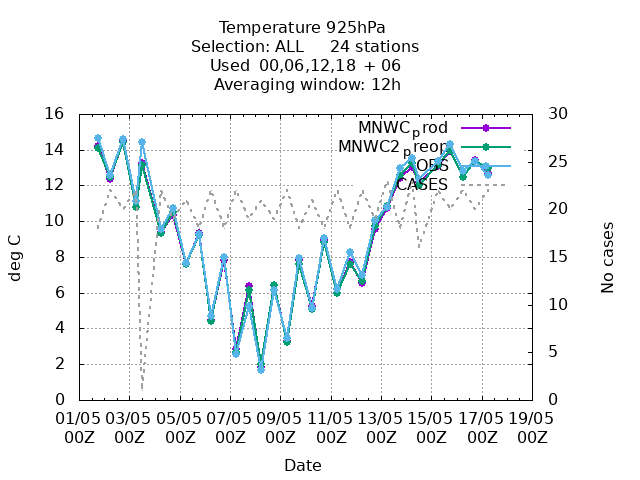 Temperature 925hPa
Selection: ALL 24 stations
Used 00,06,12,18 + 06
Averaging window: 12h
16
14
12
10
8
6
4
2
0
30
25
20
15
10
5
0
deg C
No cases
MNWCprod
MNWC2preop
OBS
CASES
01/05 03/05 05/05 07/05 09/05 11/05 13/05 15/05 17/05 19/05
00Z 00Z 00Z 00Z 00Z 00Z 00Z 00Z 00Z 00Z
Date